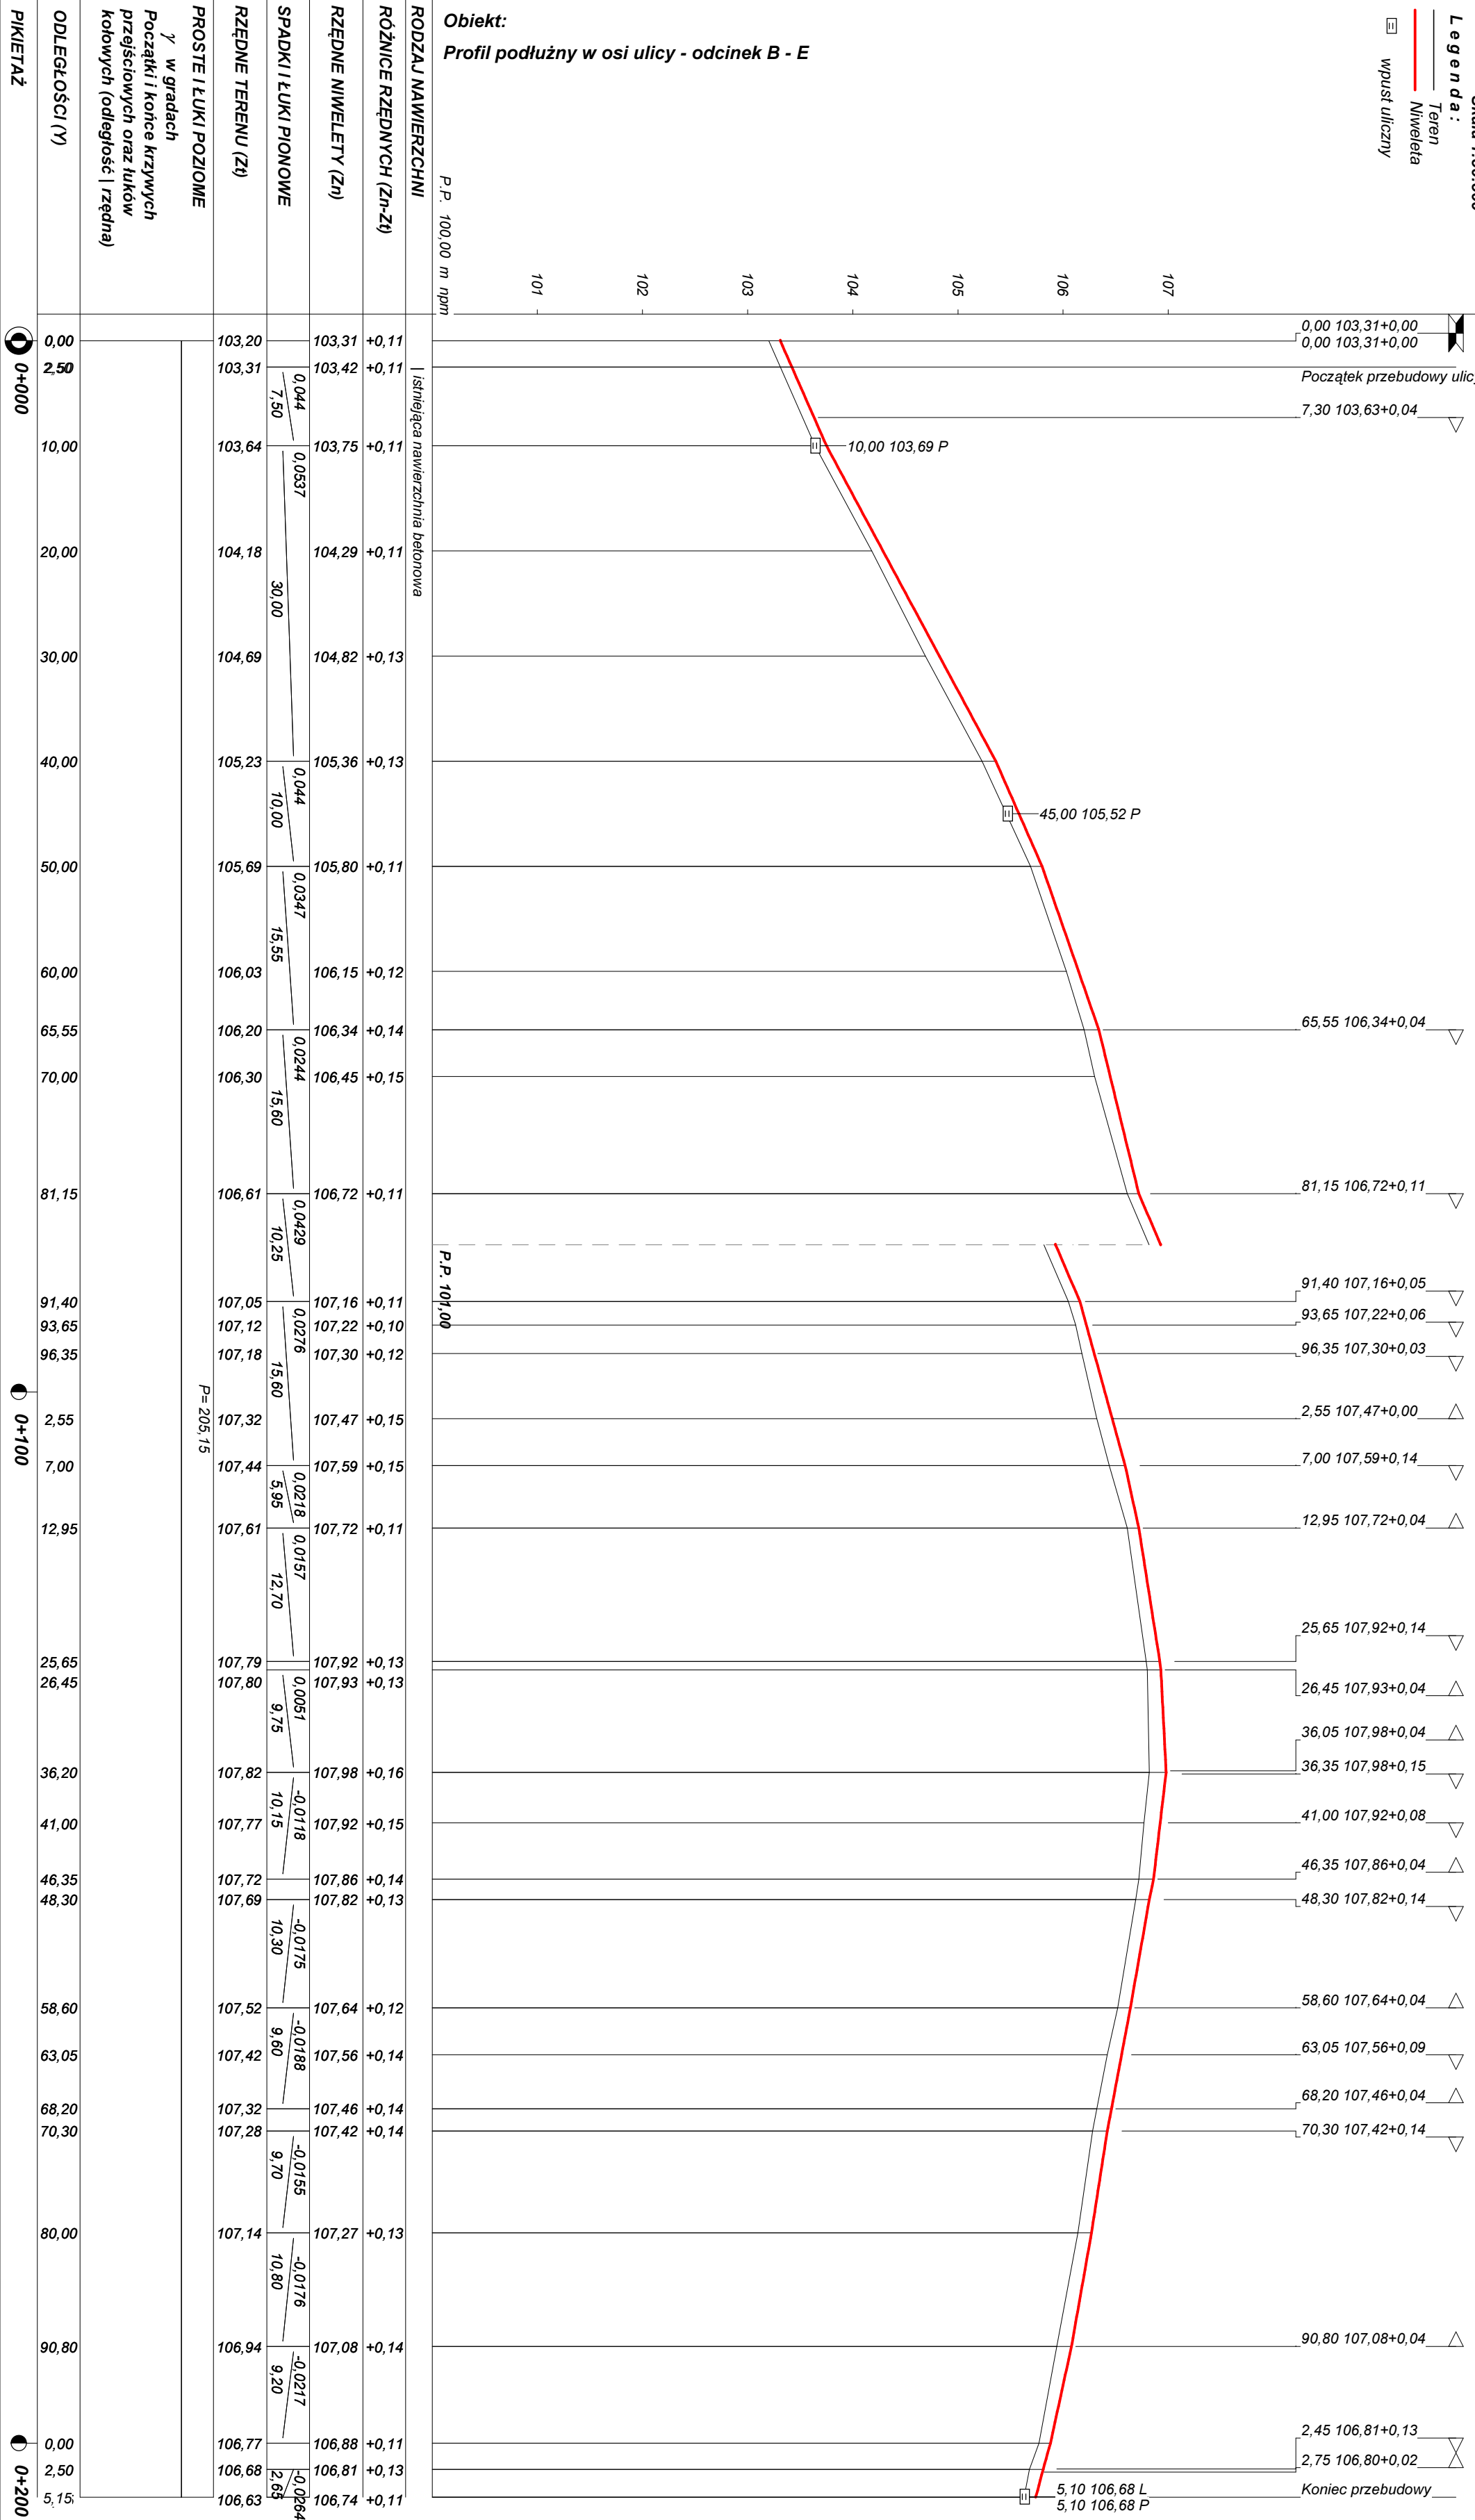 Legenda:
Teren
Niweleta
wpust uliczny
Obiekt:
Profil podłużny w osi ulicy - odcinek B - E
P.P. 100,00 m npm
101
102
103
104
105
106
107
0,00 103,31+0,00
0,00 103,31+0,00
Początek przebudowy
7,30 103,63+0,04
10,00 103,69 P
45,00 105,52 P
65,55 106,34+0,04
81,15 106,72+0,11
P.P. 101,00
91,40 107,16+0,05
93,65 107,22+0,06
96,35 107,30+0,03
2,55 107,47+0,00
7,00 107,59+0,14
12,95 107,72+0,04
25,65 107,92+0,14
26,45 107,93+0,04
36,05 107,98+0,04
36,35 107,98+0,15
41,00 107,92+0,08
46,35 107,86+0,04
48,30 107,82+0,14
58,60 107,64+0,04
63,05 107,56+0,09
68,20 107,46+0,04
70,30 107,42+0,14
90,80 107,08+0,04
2,45 106,81+0,13
2,75 106,80+0,02
Koniec przebudowy
5,10 106,68 L
5,10 106,68 P
RODZAJ NAWIERZCHNI
istniejąca nawierzchnia betonowa
RÓŻNICE RZĘDNYCH (Zn-Zt)
+0,11 +0,11 +0,11 +0,11 +0,13 +0,13 +0,11 +0,12 +0,14 +0,15 +0,11 +0,11 +0,10 +0,12 +0,15 +0,15 +0,11 +0,13 +0,13 +0,16 +0,15 +0,14 +0,13 +0,12 +0,14 +0,14 +0,14 +0,13 +0,14 +0,11 +0,13 +0,11
RZĘDNE NIWELETY (Zn)
103,31 103,42 103,75 104,29 104,82 105,36 105,80 106,15 106,34 106,45 106,72 107,16 107,22 107,30 107,47 107,59 107,72 107,92 107,93 107,98 107,92 107,86 107,82 107,64 107,56 107,46 107,42 107,27 107,08 106,88 106,81 106,74
SPADKI I ŁUKI PIONOWE
0,044 0,0537 0,044 0,0347 0,0244 0,0429 0,0276 0,0218 0,0157 0,0051 -0,0118 -0,0175 -0,0188 -0,0155 -0,0176 -0,0217 -0,0264
7,50 30,00 10,00 15,55 15,60 10,25 15,60 5,95 12,70 9,75 10,15 10,30 9,60 9,70 10,80 9,20 2,65
RZĘDNE TERENU (Zt)
103,20 103,31 103,64 104,18 104,69 105,23 105,69 106,03 106,20 106,30 106,61 107,05 107,12 107,18 107,32 107,44 107,61 107,79 107,80 107,82 107,77 107,72 107,69 107,52 107,42 107,32 107,28 107,14 106,94 106,77 106,68 106,63
PROSTE I ŁUKI POZIOME
P= 205,15
γ w gradach
Początki i końce krzywych
przejściowych oraz łuków
kołowych (odległość | rzędna)
ODLEGŁOŚCI (Y)
0,00 2,50 10,00 20,00 30,00 40,00 50,00 60,00 65,55 70,00 81,15 91,40 93,65 96,35 2,55 7,00 12,95 25,65 26,45 36,20 41,00 46,35 48,30 58,60 63,05 68,20 70,30 80,00 90,80 0,00 2,50 5,15
PIKIETAŻ
0+000 0+100 0+200